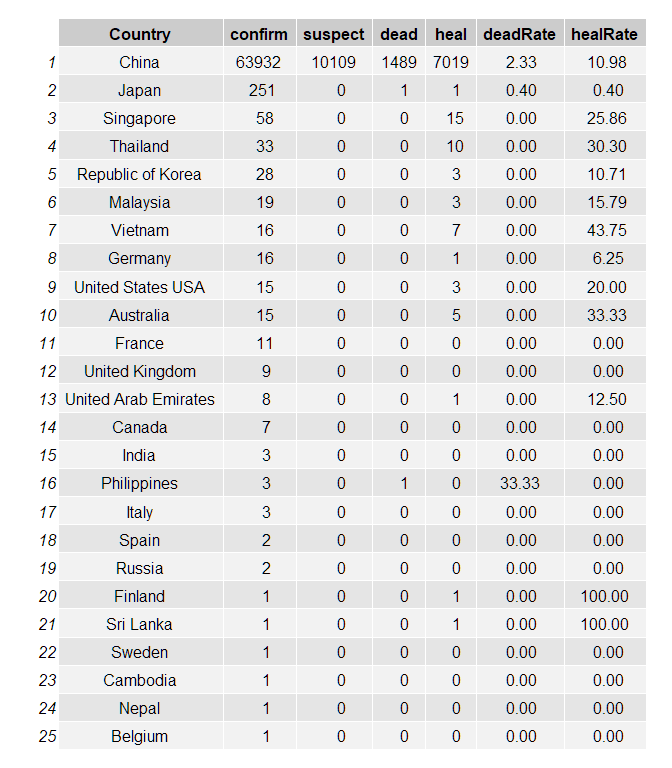 Country confirm suspect dead heal deadRate healRate
1 China 63932 10109 1489 7019 2.33 10.98
2 Japan 251 0 1 1 0.40 0.40
3 Singapore 58 0 0 15 0.00 25.86
4 Thailand 33 0 0 10 0.00 30.30
5 Republic of Korea 28 0 0 3 0.00 10.71
6 Malaysia 19 0 0 3 0.00 15.79
7 Vietnam 16 0 0 7 0.00 43.75
8 Germany 16 0 0 1 0.00 6.25
9 United States USA 15 0 0 3 0.00 20.00
10 Australia 15 0 0 5 0.00 33.33
11 France 11 0 0 0 0.00 0.00
12 United Kingdom 9 0 0 0 0.00 0.00
13 United Arab Emirates 8 0 0 1 0.00 12.50
14 Canada 7 0 0 0 0.00 0.00
15 India 3 0 0 0 0.00 0.00
16 Philippines 3 0 1 0 33.33 0.00
17 Italy 3 0 0 0 0.00 0.00
18 Spain 2 0 0 0 0.00 0.00
19 Russia 2 0 0 0 0.00 0.00
20 Finland 1 0 0 1 0.00 100.00
21 Sri Lanka 1 0 0 1 0.00 100.00
22 Sweden 1 0 0 0 0.00 0.00
23 Cambodia 1 0 0 0 0.00 0.00
24 Nepal 1 0 0 0 0.00 0.00
25 Belgium 1 0 0 0 0.00 0.00